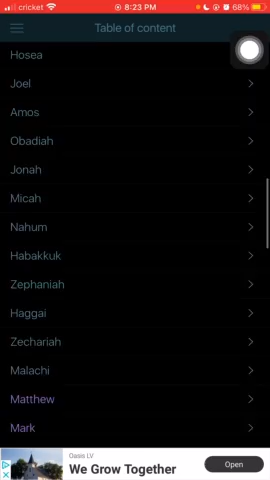 cricket 8:23 PM 68%
Table of content
Hosea
Joel
Amos
Obadiah
Jonah
Micah
Nahum
Habakkuk
Zephaniah
Haggai
Zechariah
Malachi
Matthew
Mark
Oasis LV
We Grow Together
Open